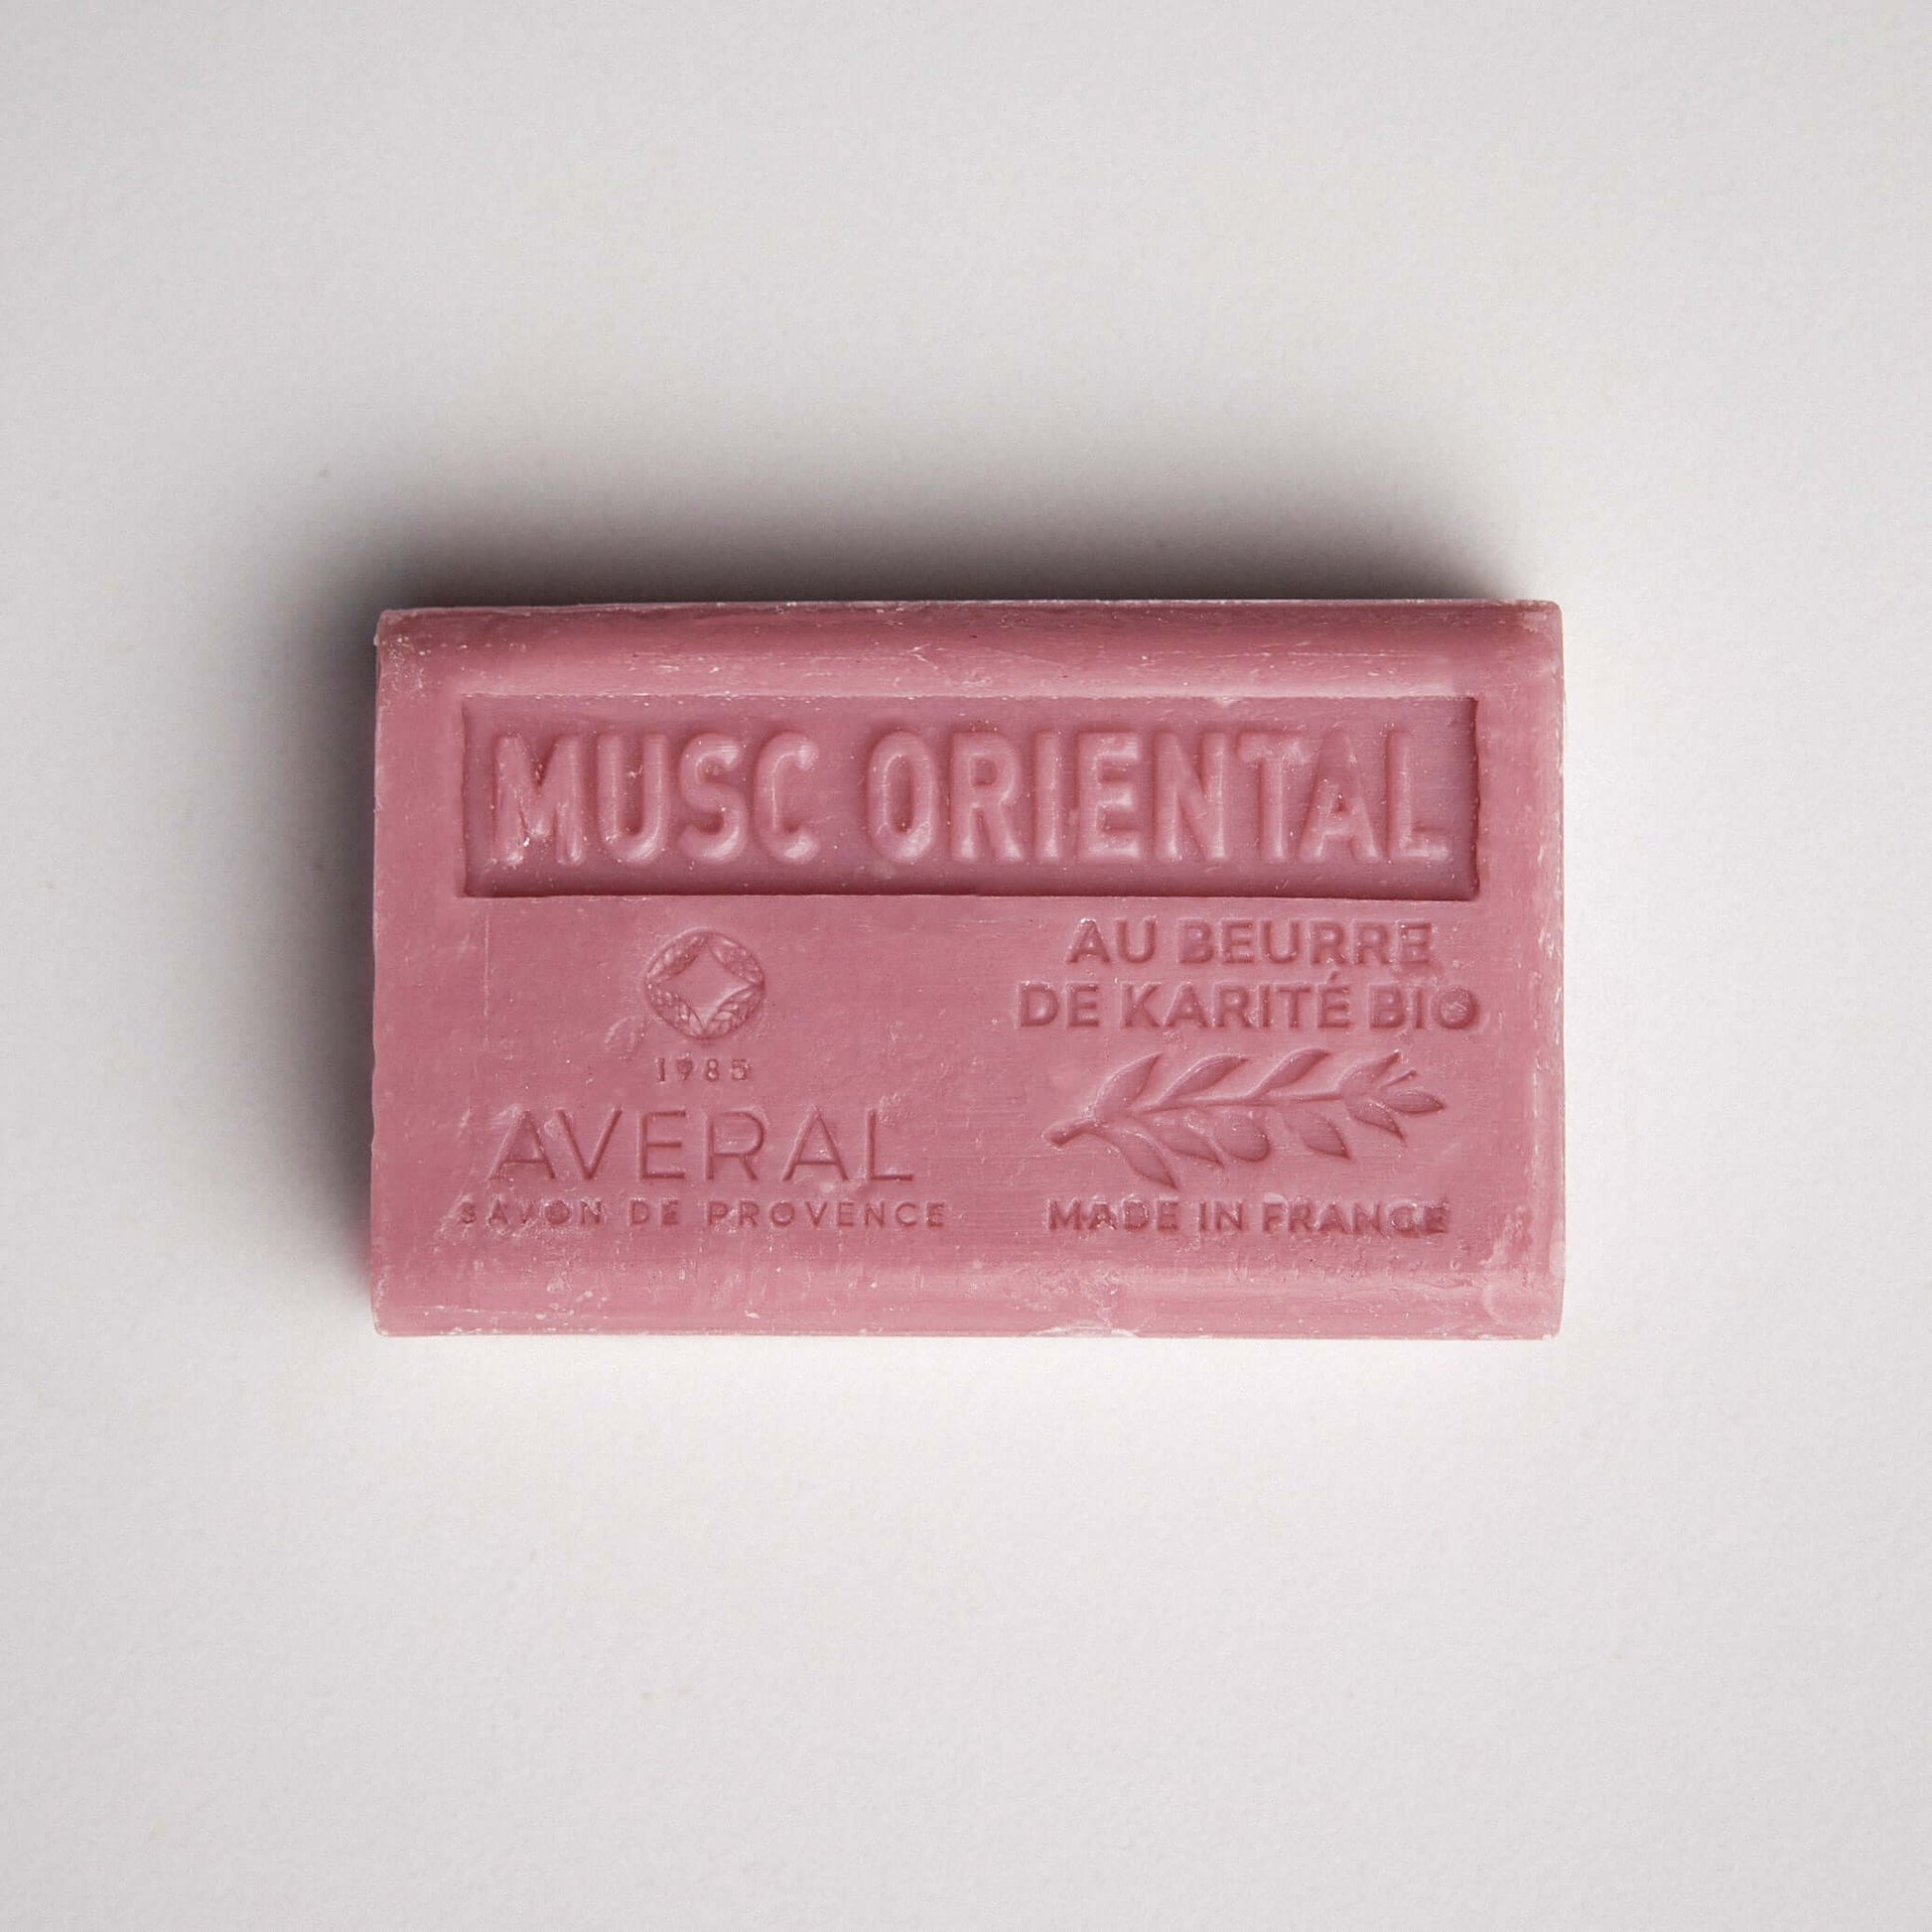 MUSC ORIENTAL
1985
AVERAL
SAVON DE PROVENCE
AU BEURRE
DE KARITÉ BIO
MADE IN FRANCE